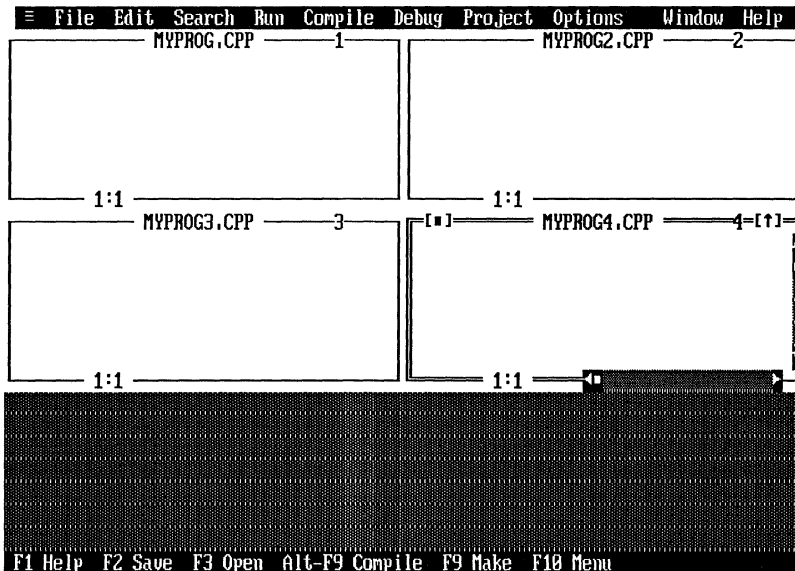 ≡ File Edit Search Run Compile Debug Project Options Window Help
MYPROG.CPP 1
MYPROG2.CPP 2
1:1
1:1
MYPROG3.CPP 3
[■] MYPROG4.CPP 4=[↑]
1:1
1:1
F1 Help F2 Save F3 Open Alt-F9 Compile F9 Make F10 Menu